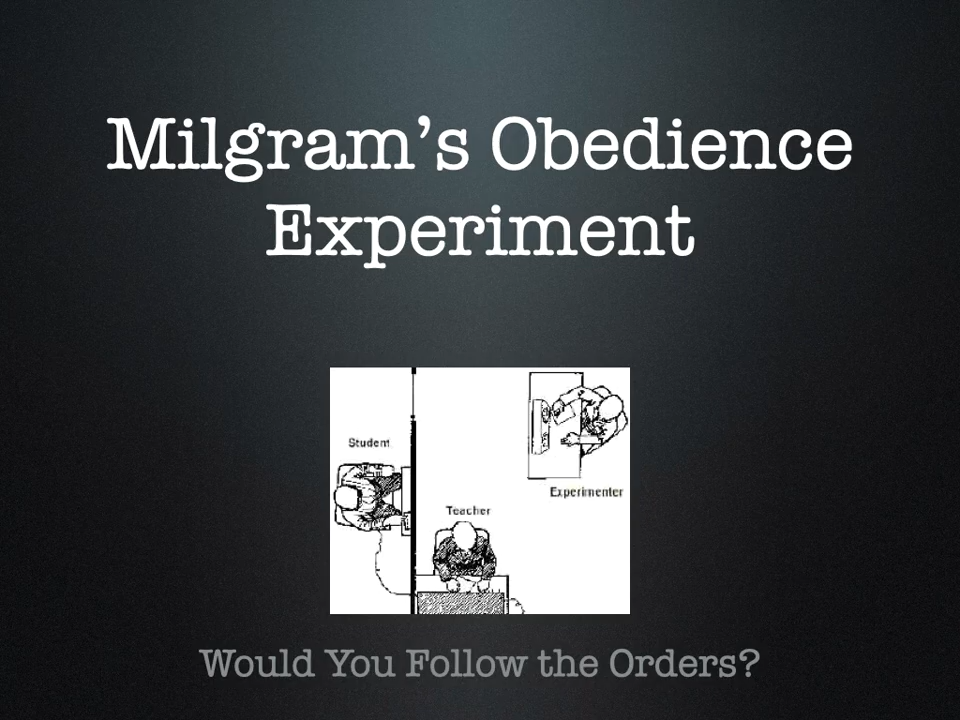 Milgram’s Obedience
Experiment
Student
Experimenter
Teacher
Would You Follow the Orders?